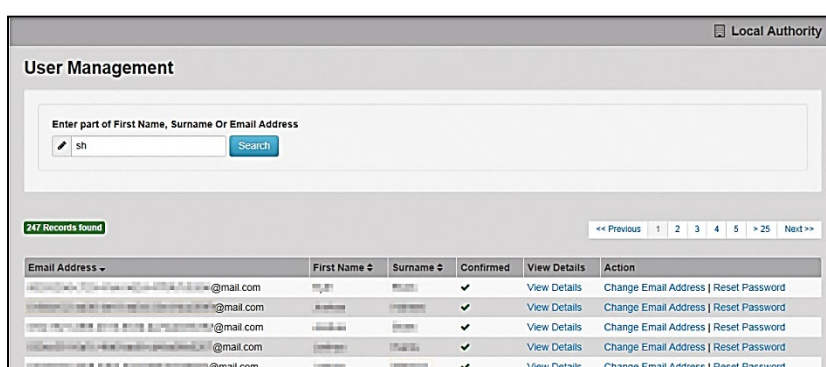 Local Authority
User Management
Enter part of First Name, Surname Or Email Address
sh Search
247 Records found << Previous 1 2 3 4 5 > 25 Next >>
Email Address First Name Surname Confirmed View Details Action
@mail.com View Details Change Email Address | Reset Password
@mail.com View Details Change Email Address | Reset Password
@mail.com View Details Change Email Address | Reset Password
@mail.com View Details Change Email Address | Reset Password
@mail.com View Details Change Email Address | Reset Password